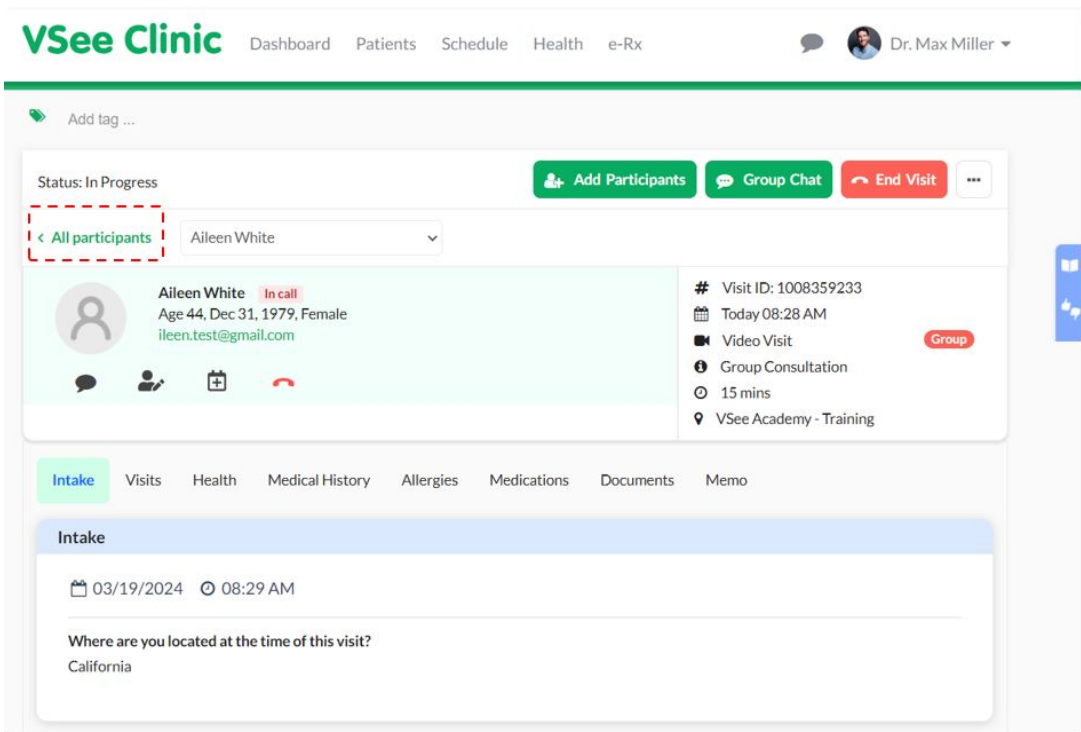 VSee Clinic Dashboard Patients Schedule Health e-Rx Dr. Max Miller
Add tag ...
Status: In Progress Add Participants Group Chat End Visit
< All participants Aileen White
Aileen White In call
Age 44, Dec 31, 1979, Female
ileen.test@gmail.com
# Visit ID: 1008359233
Today 08:28 AM
Video Visit Group
Group Consultation
15 mins
VSee Academy - Training
Intake Visits Health Medical History Allergies Medications Documents Memo
Intake
03/19/2024 08:29 AM
Where are you located at the time of this visit?
California